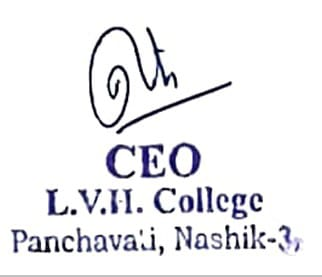 CEO
L.V.H. College
Panchavati, Nashik-3,